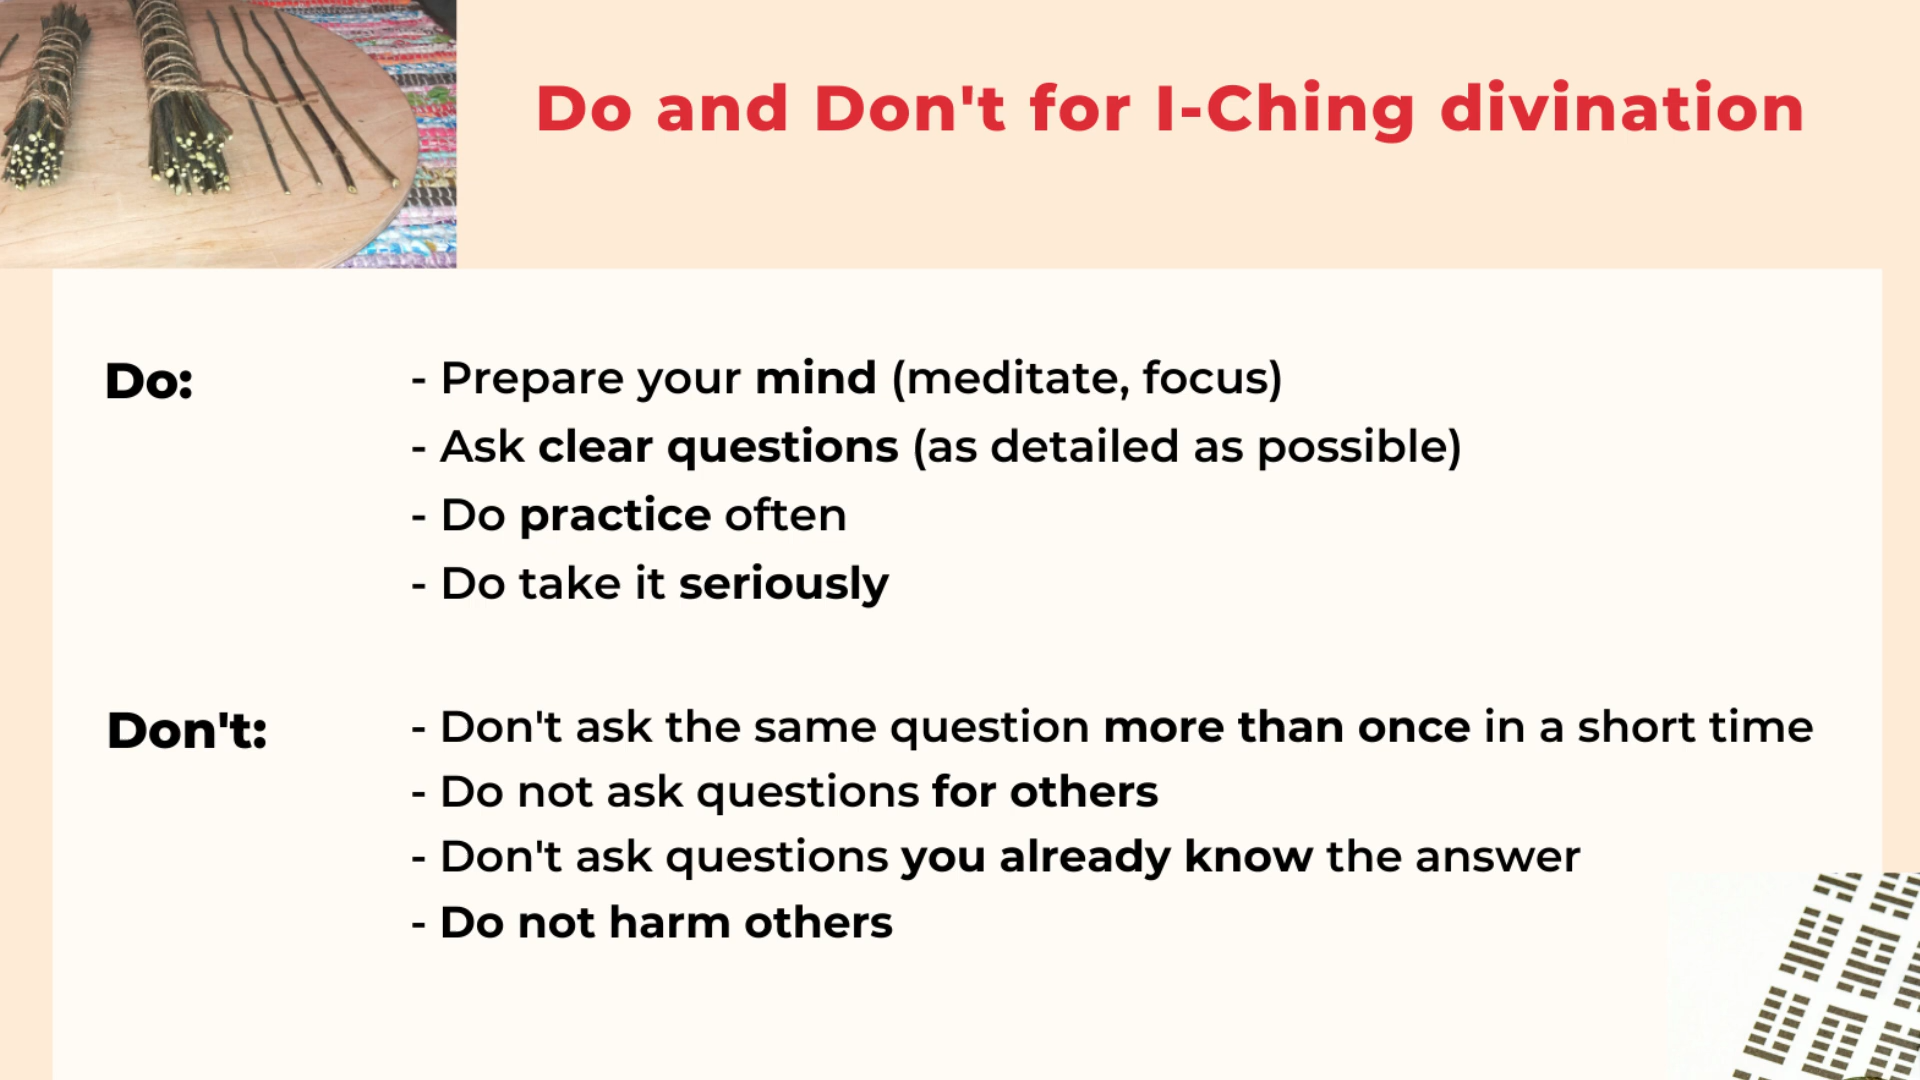 Do and Don't for I-Ching divination
Do:
- Prepare your mind (meditate, focus)
- Ask clear questions (as detailed as possible)
- Do practice often
- Do take it seriously
Don't:
- Don't ask the same question more than once in a short time
- Do not ask questions for others
- Don't ask questions you already know the answer
- Do not harm others